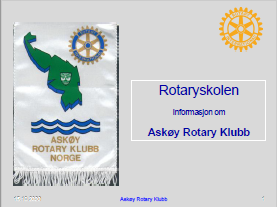 ASKØY
ROTARY KLUBB
NORGE
Rotaryskolen
Informasjon om
Askøy Rotary Klubb
Askøy Rotary Klubb